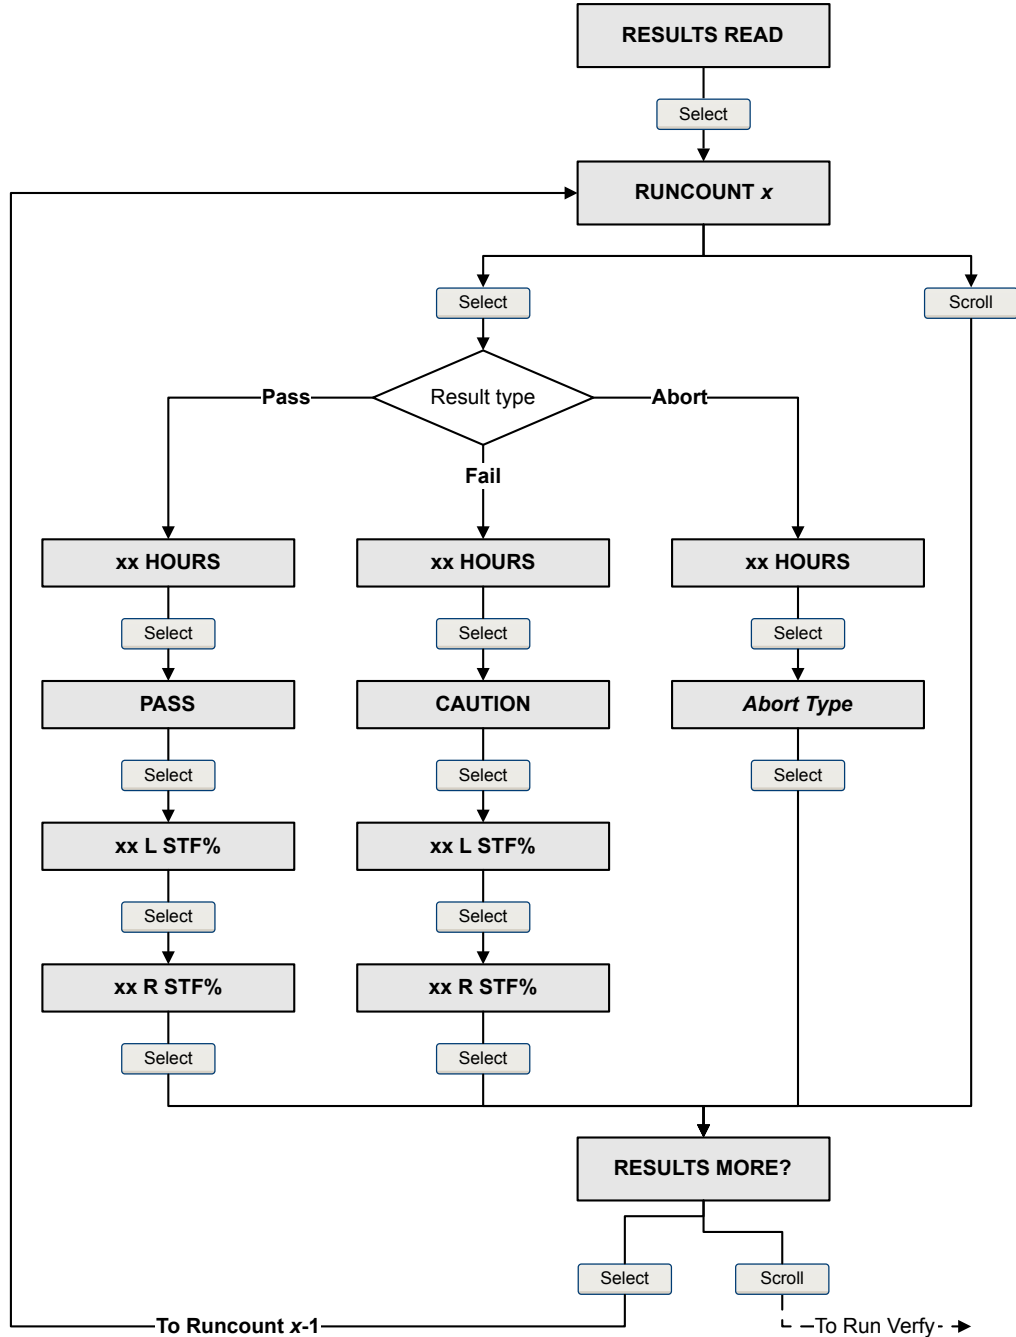 RESULTS READ
Select
RUNCOUNT x
Select
Scroll
Pass
Result type
Abort
Fail
xx HOURS
xx HOURS
xx HOURS
Select
Select
Select
PASS
CAUTION
Abort Type
Select
Select
Select
xx L STF%
xx L STF%
Select
Select
xx R STF%
xx R STF%
Select
Select
RESULTS MORE?
Select
Scroll
To Runcount x-1
To Run Verfy